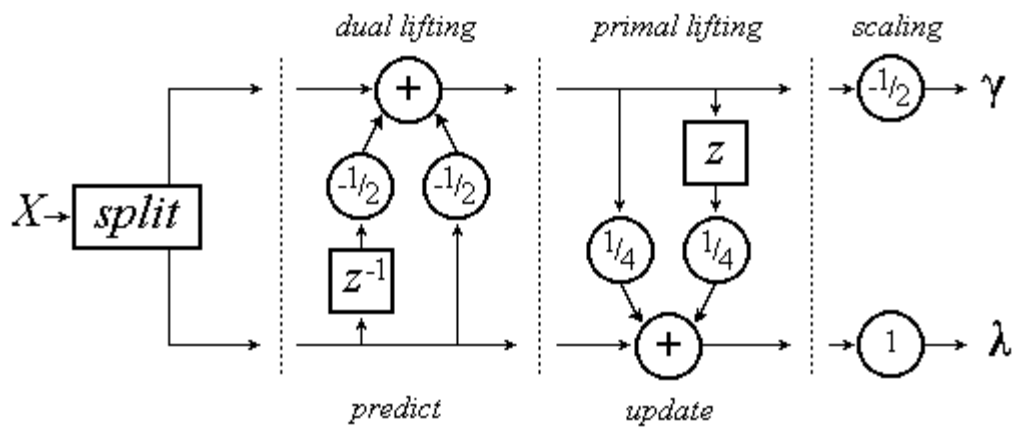 dual lifting
primal lifting
scaling
+
-1/2
γ
-1/2
-1/2
z
X
split
1/4
1/4
z-1
+
1
λ
predict
update